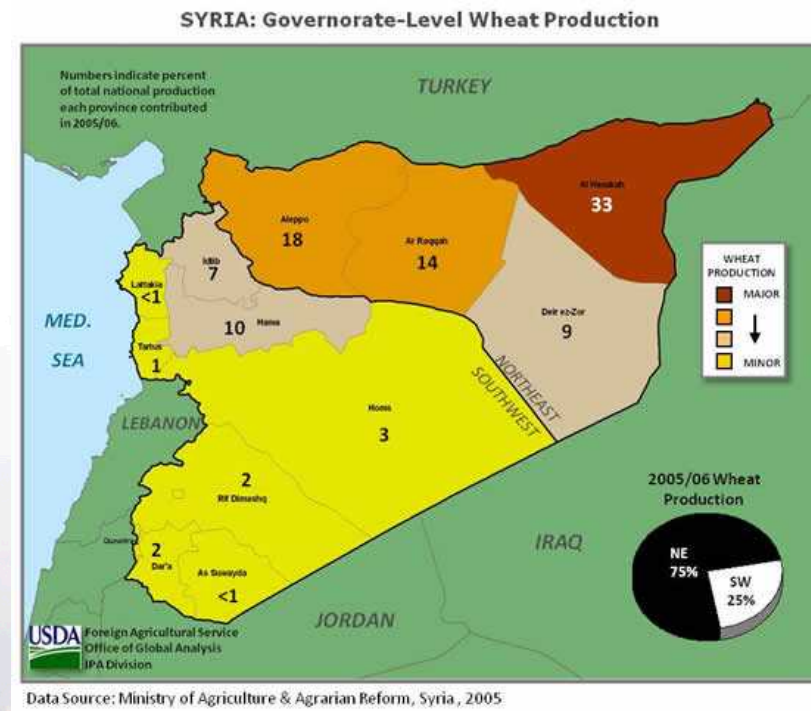 SYRIA: Governorate-Level Wheat Production
Numbers indicate percent
of total national production
each province contributed
in 2005/06.
TURKEY
Al Hasakah
33
Aleppo
18
Ar Raqqah
14
Idlib
7
Lattakia
<1
10
Hama
Deir ez-Zor
9
WHEAT
PRODUCTION
MAJOR
MINOR
MED.
SEA
Tartus
1
NORTHEAST
SOUTHWEST
LEBANON
Homs
3
2
Rif Dimashq
2005/06 Wheat
Production
NE
75%
SW
25%
IRAQ
2
Dar'a
As Suwayda
<1
JORDAN
USDA
Foreign Agricultural Service
Office of Global Analysis
IPA Division
Data Source: Ministry of Agriculture & Agrarian Reform, Syria, 2005